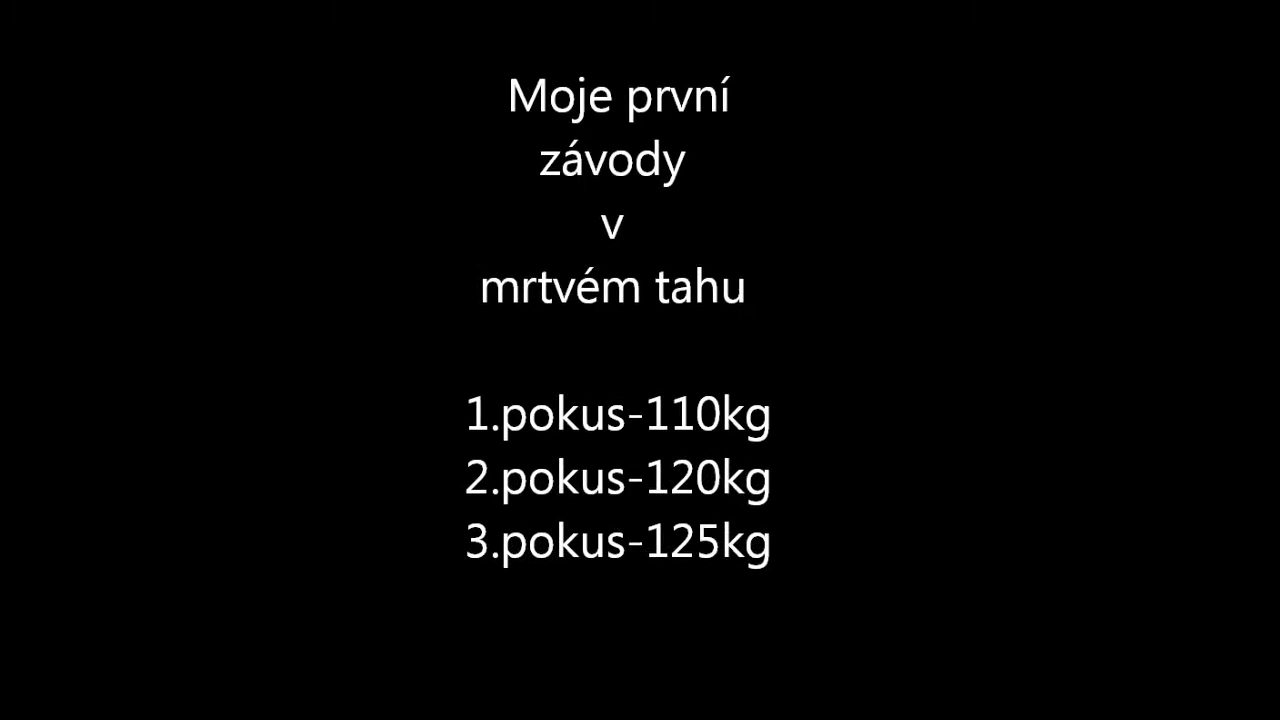 Moje první
závody
v
mrtvém tahu
1.pokus-110kg
2.pokus-120kg
3.pokus-125kg